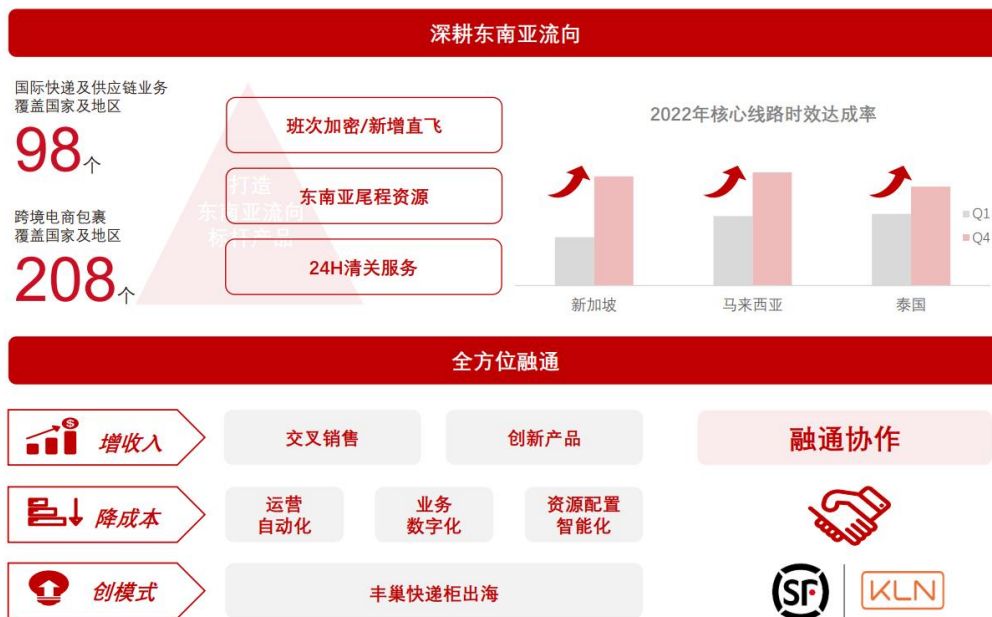 深耕东南亚流向
国际快递及供应链业务
覆盖国家及地区
98个
跨境电商包裹
覆盖国家及地区
208个
打造
东南亚流向
标杆产品
班次加密/新增直飞
东南亚尾程资源
24H清关服务
2022年核心线路时效达成率
Q1
Q4
新加坡
马来西亚
泰国
全方位融通
$
增收入
交叉销售
创新产品
融通协作
降成本
运营
自动化
业务
数字化
资源配置
智能化
创模式
丰巢快递柜出海
SF
KLN